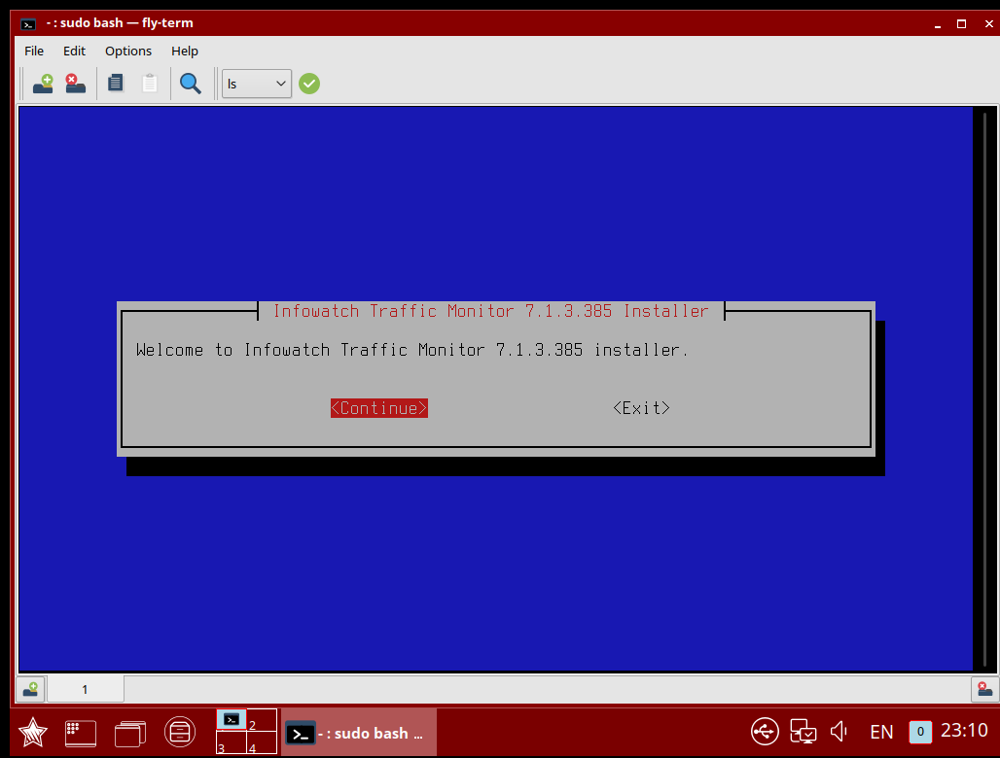 - : sudo bash — fly-term
File Edit Options Help
ls
Infowatch Traffic Monitor 7.1.3.385 Installer
Welcome to Infowatch Traffic Monitor 7.1.3.385 installer.
<Continue> <Exit>
1
2
3 4
- : sudo bash ...
EN 0 23:10